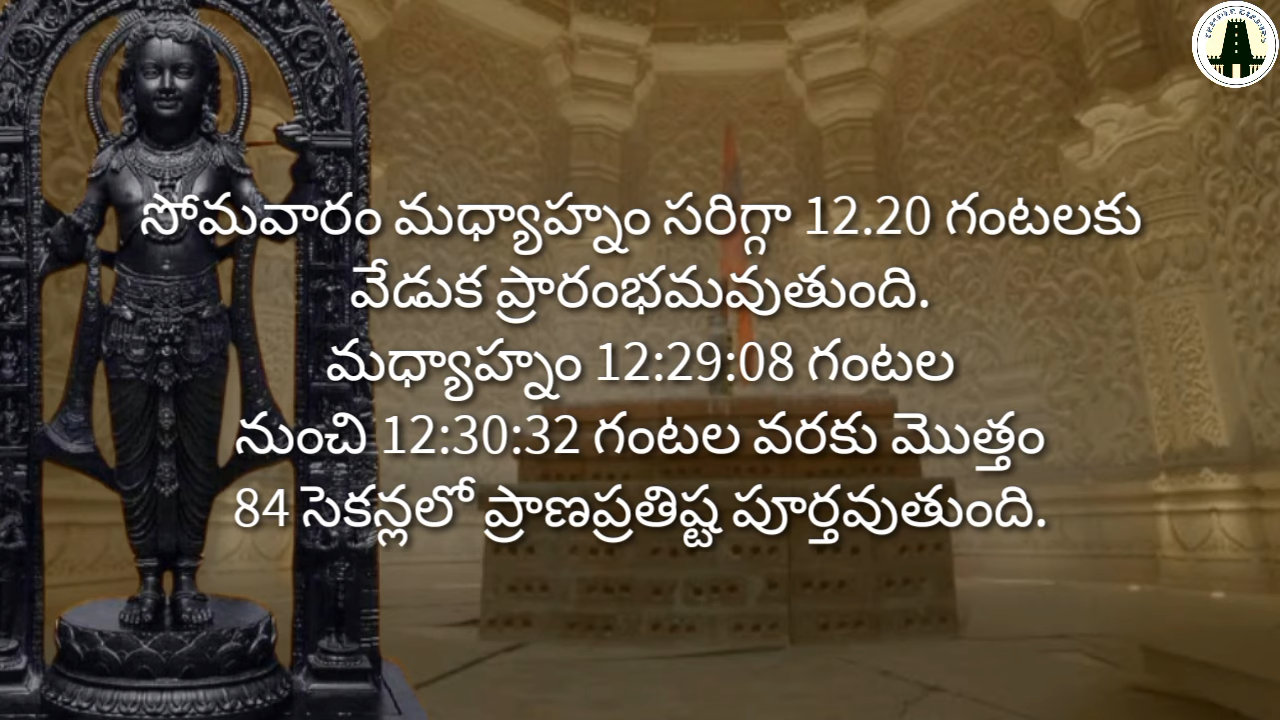 సోమవారం మధ్యాహ్నం సరిగ్గా 12.20 గంటలకు
వేడుక ప్రారంభమవుతుంది.
మధ్యాహ్నం 12:29:08 గంటల
నుంచి 12:30:32 గంటల వరకు మొత్తం
84 సెకన్లలో ప్రాణప్రతిష్ట పూర్తవుతుంది.